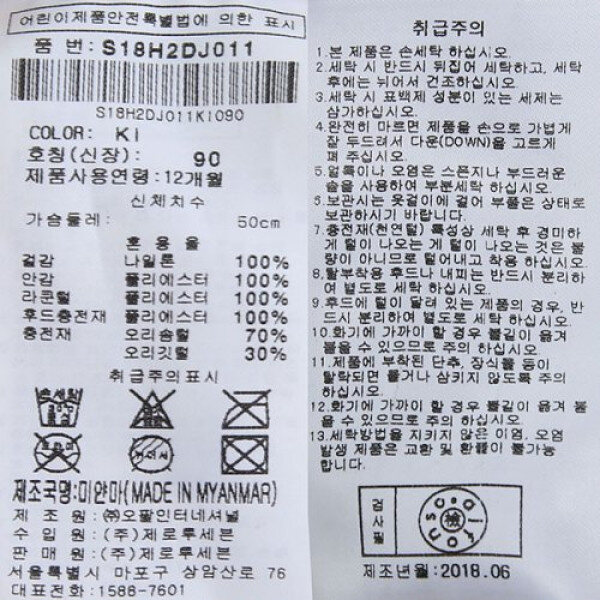 어린이제품안전특별법에 의한 표시
품 번: S18H2DJ011
S18H2DJ011KI090
COLOR: KI
호칭(신장): 90
제품사용연령: 12개월
신체치수
가슴둘레: 50cm
혼용율
겉감 나일론 100%
안감 폴리에스터 100%
라쿤털 폴리에스터 100%
후드충전재 폴리에스터 100%
충전재 오리솜털 70%
오리깃털 30%
취급주의표시
손세탁
제조국명:미얀마(MADE IN MYANMAR)
제 조 원: ㈜오팔인터네셔널
수 입 원: (주)제로투세븐
판 매 원: (주)제로투세븐
서울특별시 마포구 상암산로 76
대표전화: 1588-7601
취급주의
1.본 제품은 손세탁 하십시오.
2.세탁 시 반드시 뒤집어 세탁하고, 세탁
후에는 뉘어서 건조하십시오.
3.세탁 시 표백제 성분이 있는 세제는
삼가하십시오.
4.완전히 마르면 제품을 손으로 가볍게
잘 두드려서 다운(DOWN)을 고르게
펴 주십시오.
5.얼룩이나 오염은 스폰지나 부드러운
솔을 사용하여 부분세탁 하십시오.
6.보관시는 옷걸이에 걸어 부풀은 상태로
보관하시기 바랍니다.
7.충전재(천연털) 특성상 세탁 후 경미하
게 털이 나오는 게 털이 나오는 것은 불
량이 아니므로 털어내고 착용 하십시오.
8.탈부착용 후드나 내피는 반드시 분리하
여 별도로 세탁 하십시오.
9.후드에 털이 달려 있는 제품의 경우, 반
드시 분리하여 별도로 세탁하십시오.
10.화기에 가까이 할 경우 불길이 옮겨
붙을 수 있으므로 주의 하십시오.
11.제품에 부착된 단추, 장식물 등이
탈락되면 물거나 삼키지 않도록 주의
하십시오.
12.화기에 가까이 할 경우 불길이 옮겨 붙
을 수 있으므로 주의 하십시오.
13.세탁방법을 지키지 않은 이염, 오염
발생 제품은 교환 및 환불이 불가능
합니다.
검사필
檢
제조년월: 2018.06